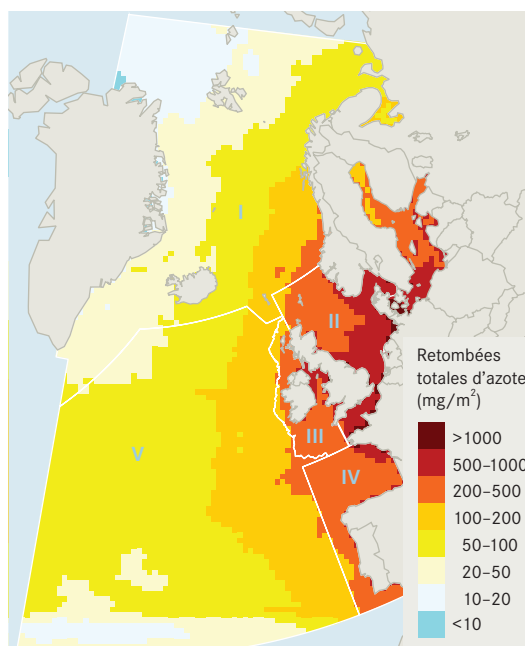 I
II
III
IV
V
Retombées
totales d'azote
(mg/m²)
>1000
500–1000
200–500
100–200
50–100
20–50
10–20
<10